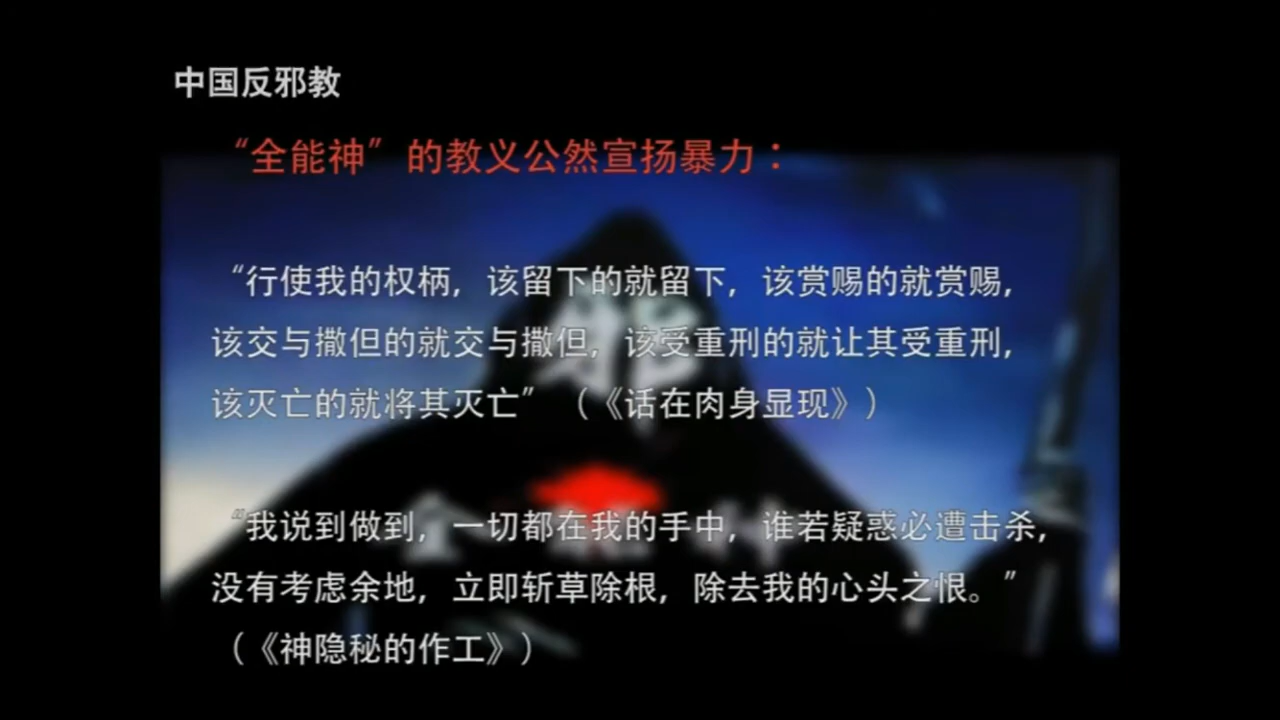 中国反邪教
“全能神”的教义公然宣扬暴力：
“行使我的权柄，该留下的就留下，该赏赐的就赏赐，
该交与撒但的就交与撒但，该受重刑的就让其受重刑，
该灭亡的就将其灭亡”（《话在肉身显现》）
“我说到做到，一切都在我的手中，谁若疑惑必遭击杀，
没有考虑余地，立即斩草除根，除去我的心头之恨。”
（《神隐秘的作工》）
邪
全 神